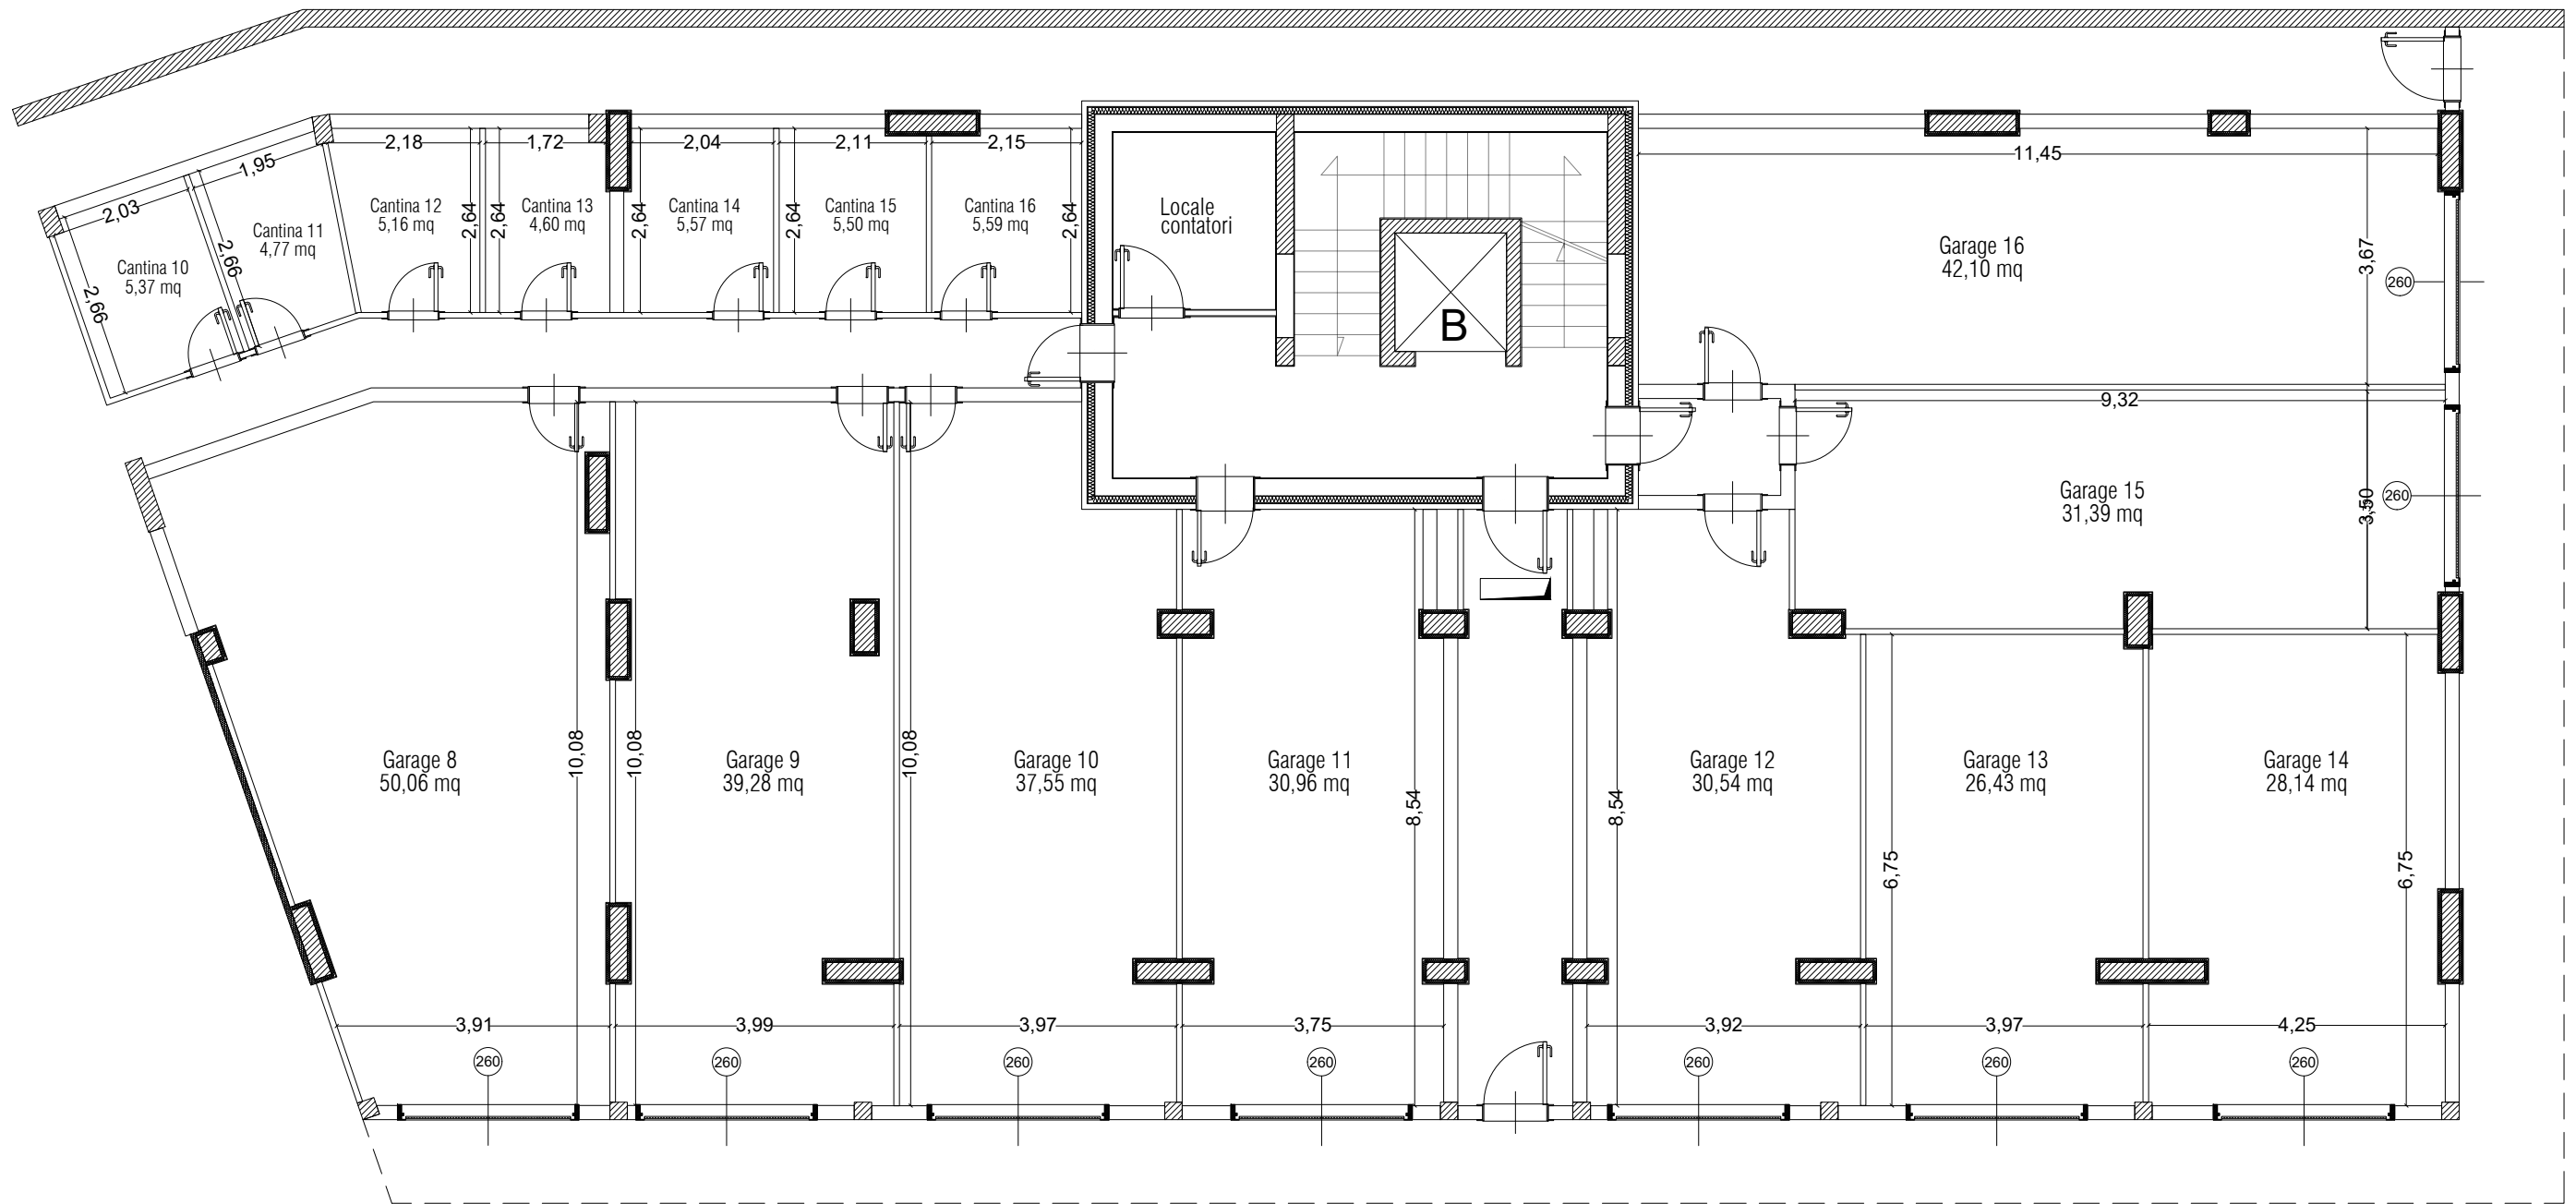 2,18
1,72
2,04
2,11
2,15
11,45
1,95
2,03
Cantina 10
5,37 mq
2,66
Cantina 11
4,77 mq
2,66
Cantina 12
5,16 mq
2,64
Cantina 13
4,60 mq
2,64
Cantina 14
5,57 mq
2,64
Cantina 15
5,50 mq
2,64
Cantina 16
5,59 mq
2,64
Locale
contatori
B
Garage 16
42,10 mq
3,67
260
9,32
Garage 15
31,39 mq
3,50
260
Garage 8
50,06 mq
10,08
Garage 9
39,28 mq
10,08
Garage 10
37,55 mq
10,08
Garage 11
30,96 mq
8,54
Garage 12
30,54 mq
8,54
Garage 13
26,43 mq
6,75
Garage 14
28,14 mq
6,75
3,91
3,99
3,97
3,75
3,92
3,97
4,25
260
260
260
260
260
260
260